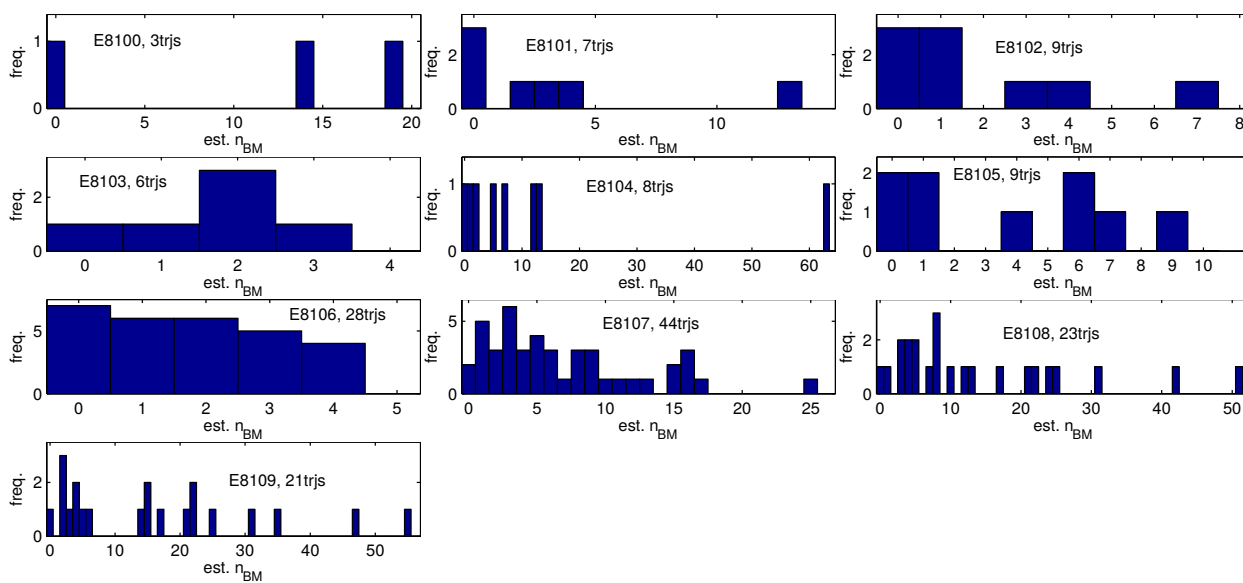 E8100, 3trjs
freq.
1
0
0 5 10 15 20
est. n_BM
E8101, 7trjs
freq.
2
0
0 5 10
est. n_BM
E8102, 9trjs
freq.
2
0
0 1 2 3 4 5 6 7 8
est. n_BM
E8103, 6trjs
freq.
2
0
0 1 2 3 4
est. n_BM
E8104, 8trjs
freq.
1
0
0 10 20 30 40 50 60
est. n_BM
E8105, 9trjs
freq.
2
1
0
0 1 2 3 4 5 6 7 8 9 10
est. n_BM
E8106, 28trjs
freq.
5
0
0 1 2 3 4 5
est. n_BM
E8107, 44trjs
freq.
5
0
0 5 10 15 20 25
est. n_BM
E8108, 23trjs
freq.
2
0
0 10 20 30 40 50
est. n_BM
E8109, 21trjs
freq.
2
0
0 10 20 30 40 50
est. n_BM